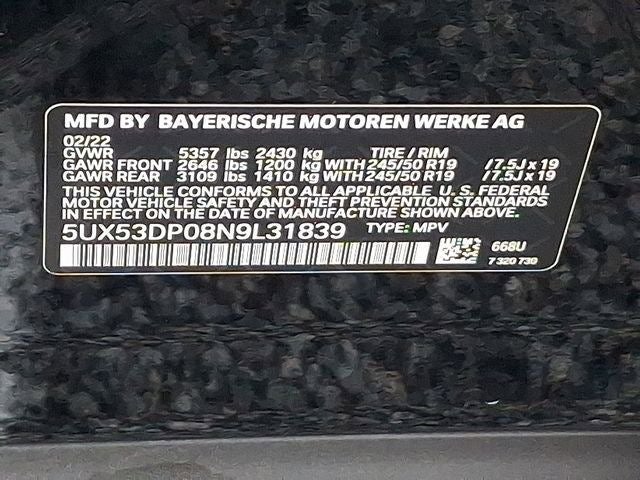 MFD BY BAYERISCHE MOTOREN WERKE AG
02/22
GVWR 5357 lbs 2430 kg TIRE / RIM
GAWR FRONT 2646 lbs 1200 kg WITH 245/50 R19 /7.5J x 19
GAWR REAR 3109 lbs 1410 kg WITH 245/50 R19 /7.5J x 19
THIS VEHICLE CONFORMS TO ALL APPLICABLE U. S. FEDERAL
MOTOR VEHICLE SAFETY AND THEFT PREVENTION STANDARDS
IN EFFECT ON THE DATE OF MANUFACTURE SHOWN ABOVE.
5UX53DP08N9L31839 TYPE: MPV
668U
7 320 730